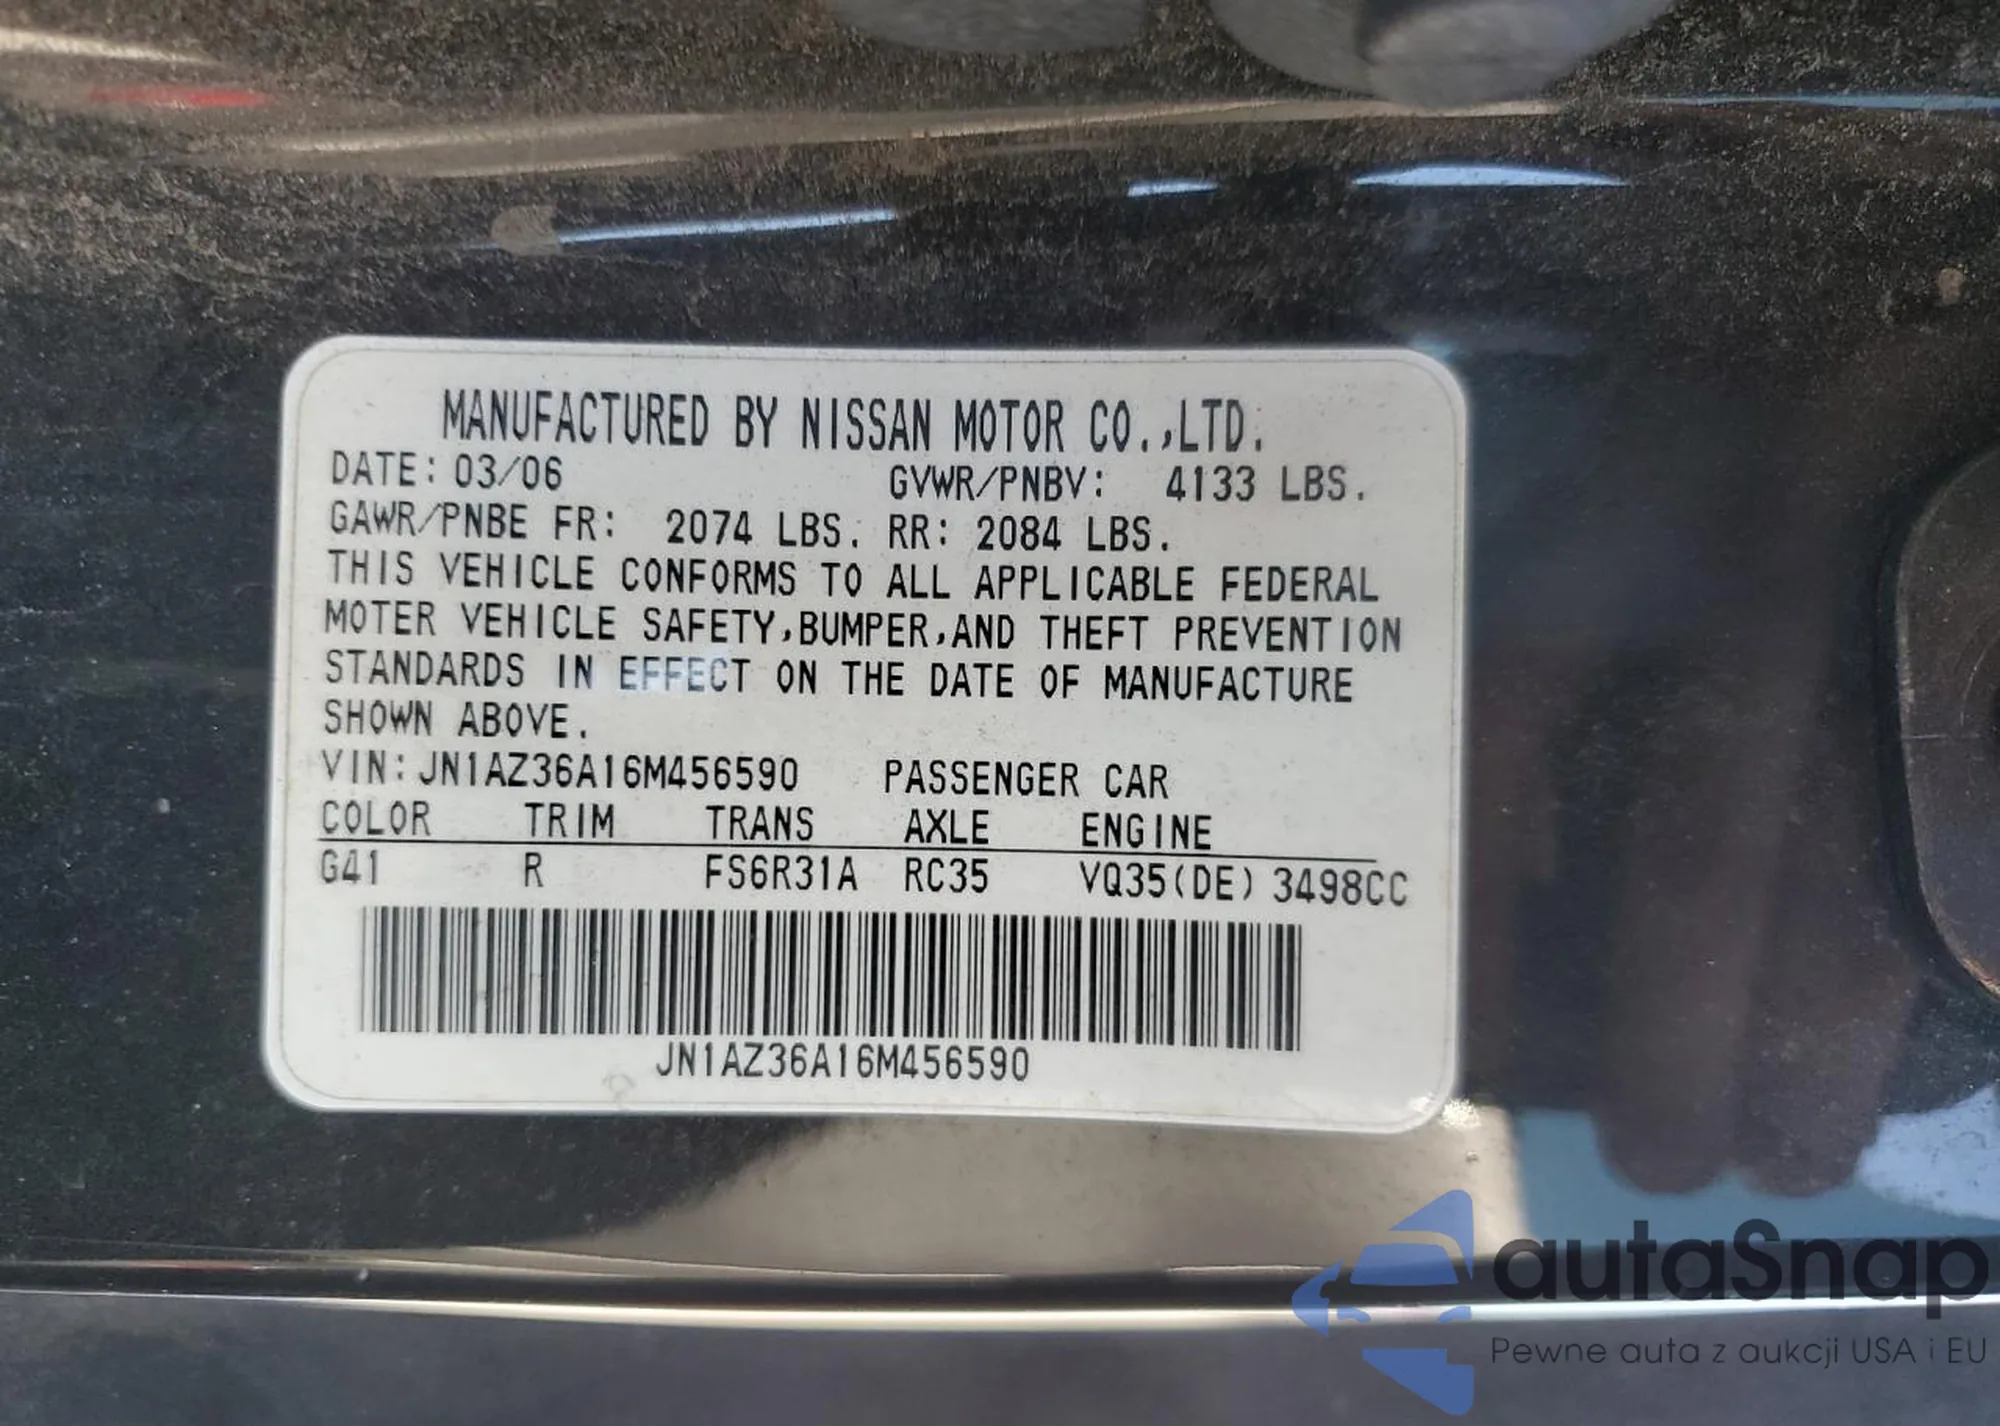 MANUFACTURED BY NISSAN MOTOR CO.,LTD.
DATE: 03/06 GVWR/PNBV: 4133 LBS.
GAWR/PNBE FR: 2074 LBS. RR: 2084 LBS.
THIS VEHICLE CONFORMS TO ALL APPLICABLE FEDERAL
MOTER VEHICLE SAFETY,BUMPER,AND THEFT PREVENTION
STANDARDS IN EFFECT ON THE DATE OF MANUFACTURE
SHOWN ABOVE.
VIN: JN1AZ36A16M456590 PASSENGER CAR
COLOR TRIM TRANS AXLE ENGINE
G41 R FS6R31A RC35 VQ35(DE) 3498CC
JN1AZ36A16M456590
autaSnap
Pewne auta z aukcji USA i EU